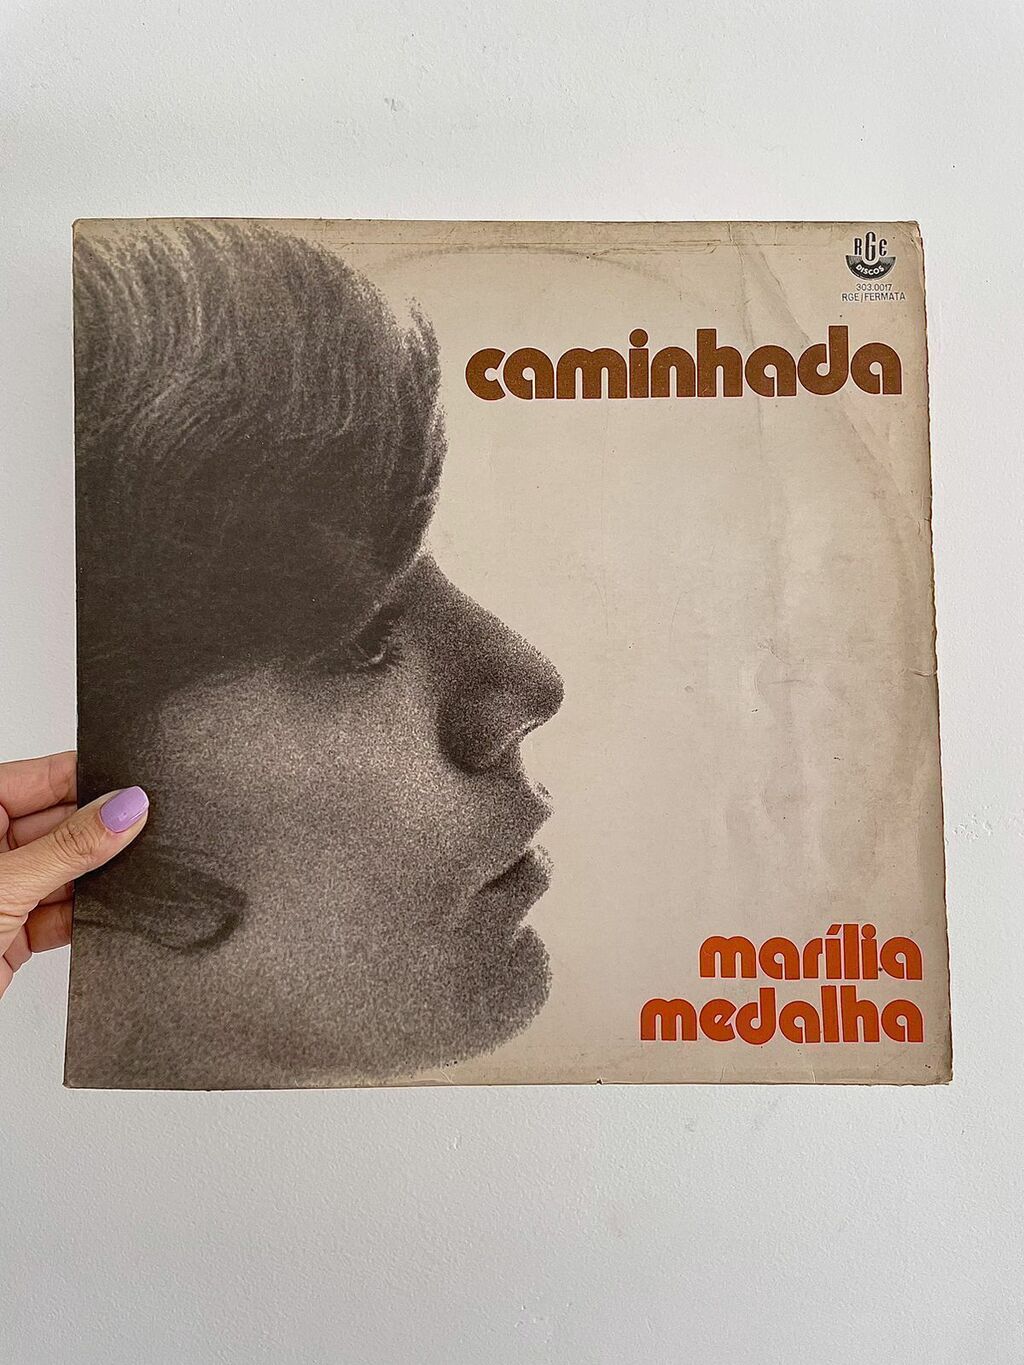 RGE
DISCOS
303.0017
RGE/FERMATA
caminhada
marília
medalha